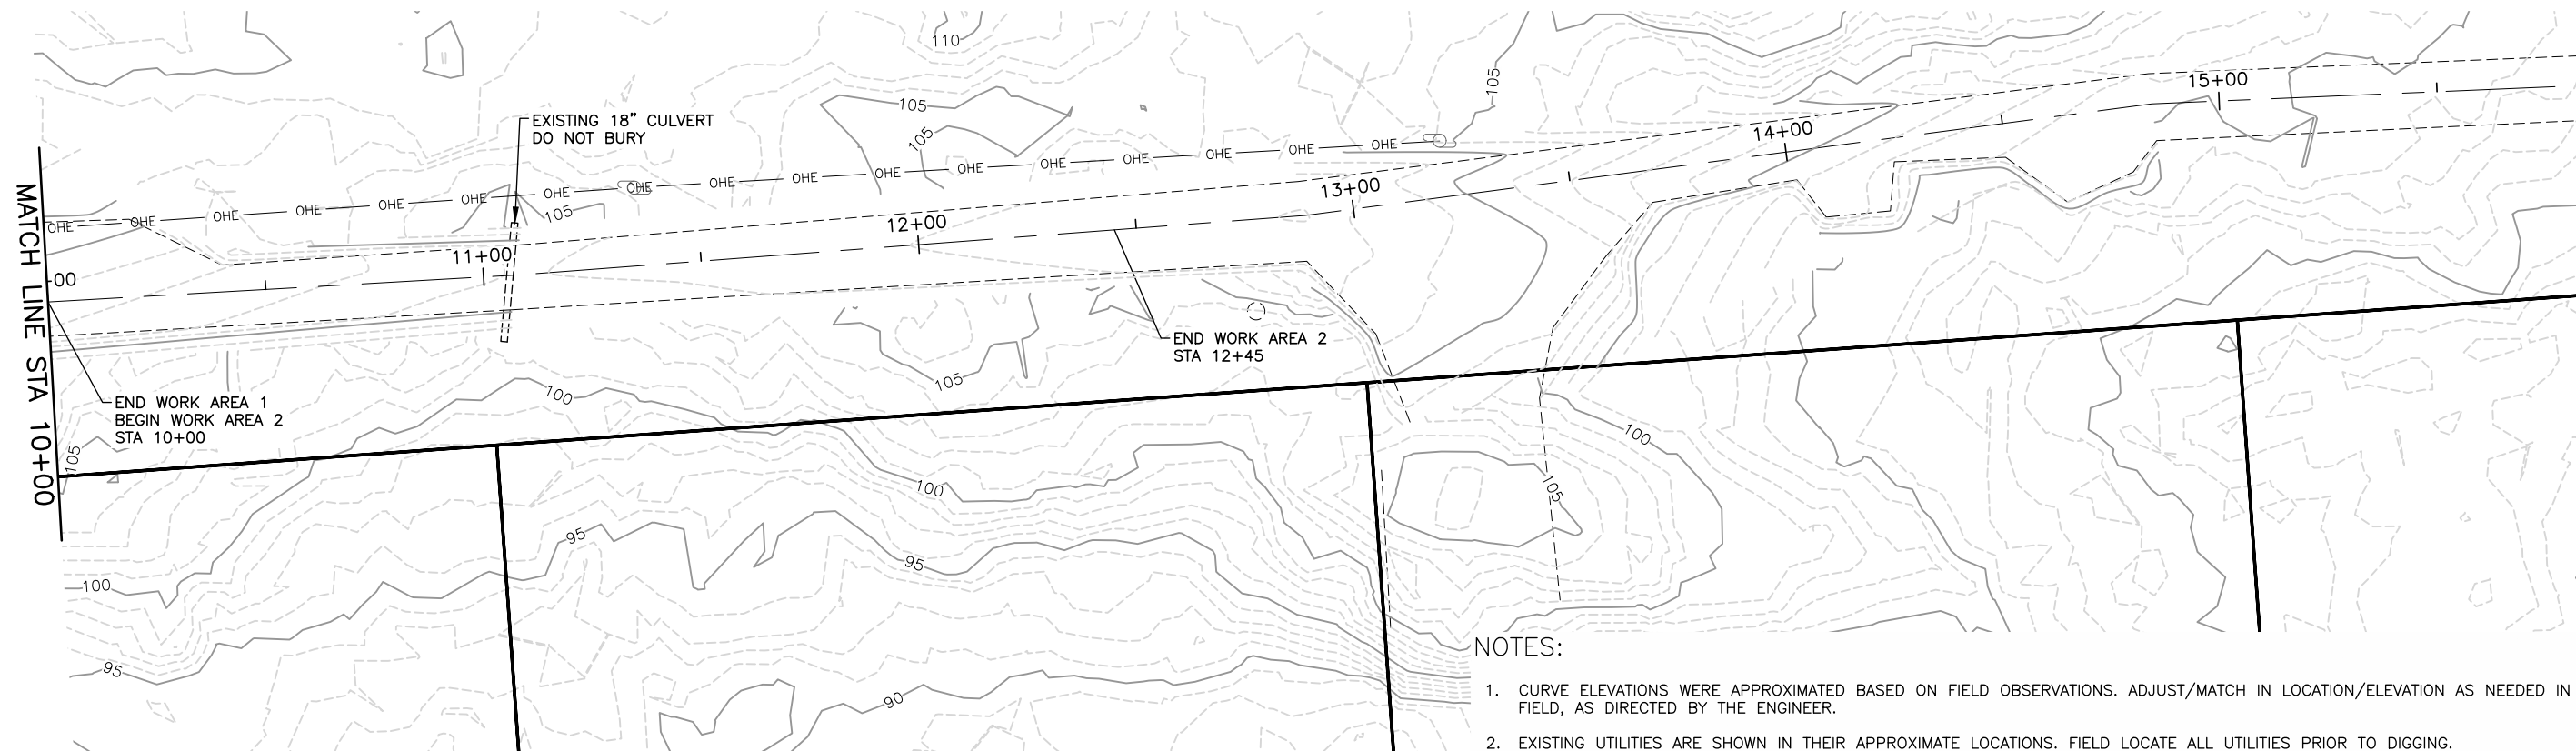 110
105
15+00
EXISTING 18" CULVERT
DO NOT BURY
105
105
14+00
OHE OHE OHE OHE OHE OHE OHE OHE OHE OHE OHE OHE OHE OHE OHE OHE OHE
105
13+00
12+00
11+00
00
MATCH LINE STA 10+00
END WORK AREA 2
STA 12+45
105
100
END WORK AREA 1
BEGIN WORK AREA 2
STA 10+00
105
100
100
105
95
95
100
95
90
NOTES:
1. CURVE ELEVATIONS WERE APPROXIMATED BASED ON FIELD OBSERVATIONS. ADJUST/MATCH IN LOCATION/ELEVATION AS NEEDED IN
FIELD, AS DIRECTED BY THE ENGINEER.
2. EXISTING UTILITIES ARE SHOWN IN THEIR APPROXIMATE LOCATIONS. FIELD LOCATE ALL UTILITIES PRIOR TO DIGGING.